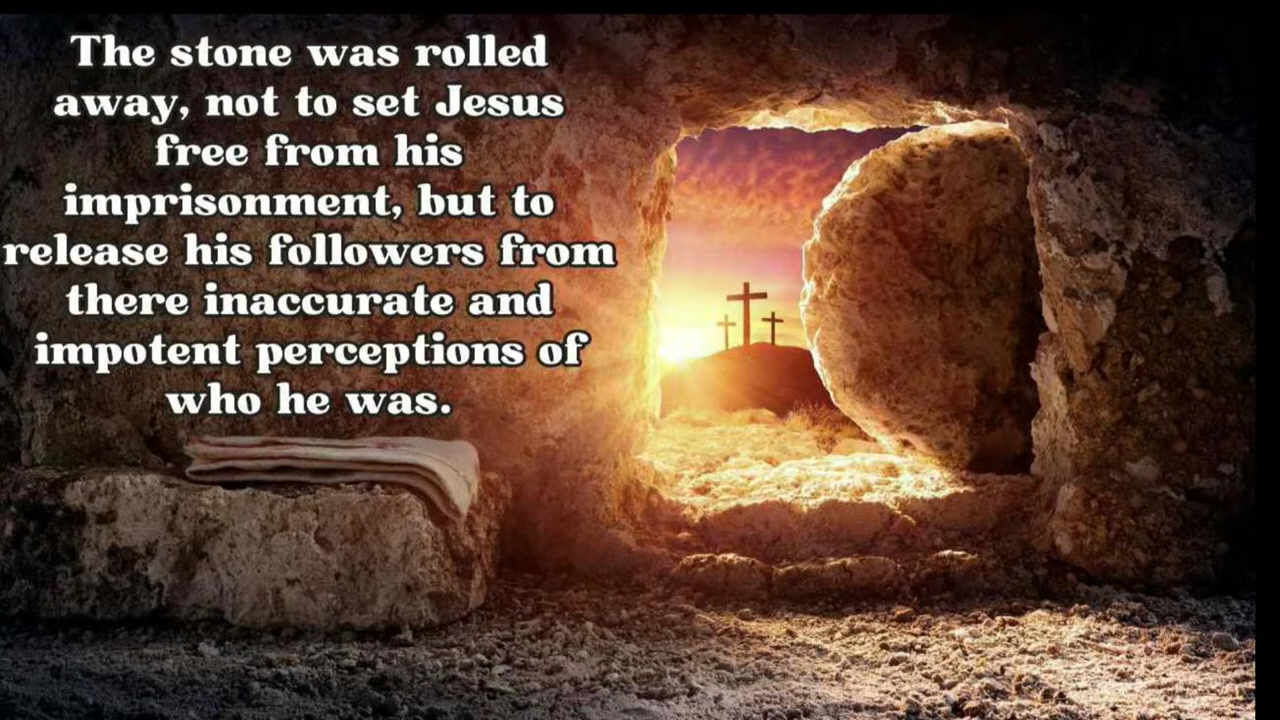 The stone was rolled
away, not to set Jesus
free from his
imprisonment, but to
release his followers from
there inaccurate and
impotent perceptions of
who he was.